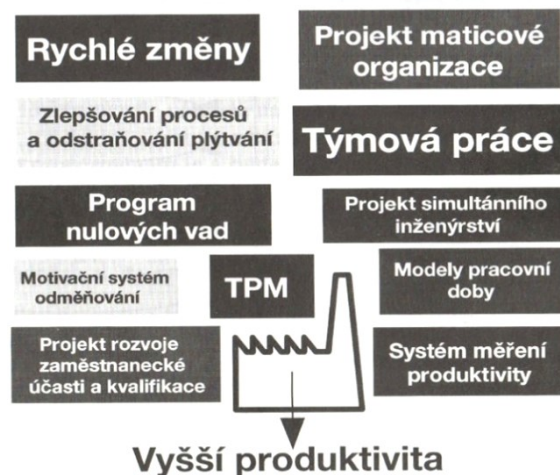 Rychlé změny
Projekt maticové
organizace
Zlepšování procesů
a odstraňování plýtvání
Týmová práce
Program
nulových vad
Projekt simultánního
inženýrství
Motivační systém
odměňování
TPM
Modely pracovní
doby
Projekt rozvoje
zaměstnanecké
účasti a kvalifikace
Systém měření
produktivity
Vyšší produktivita